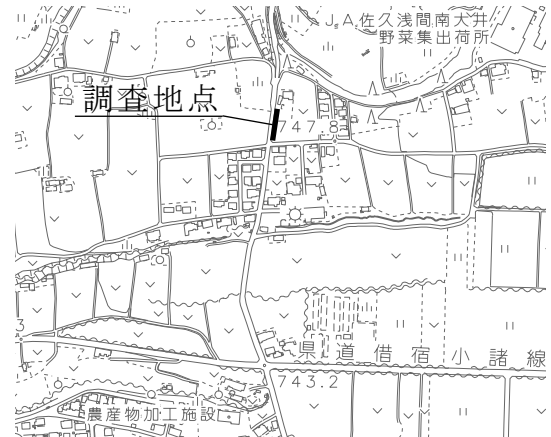 J A佐久浅間南大井
野菜集出荷所
調査地点
747.8
3
県道借宿小諸線
743.2
農産物加工施設